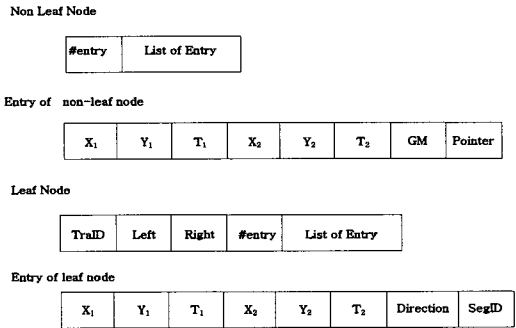 Non Leaf Node
#entry List of Entry
Entry of non-leaf node
X₁ Y₁ T₁ X₂ Y₂ T₂ GM Pointer
Leaf Node
TraID Left Right #entry List of Entry
Entry of leaf node
X₁ Y₁ T₁ X₂ Y₂ T₂ Direction SegID